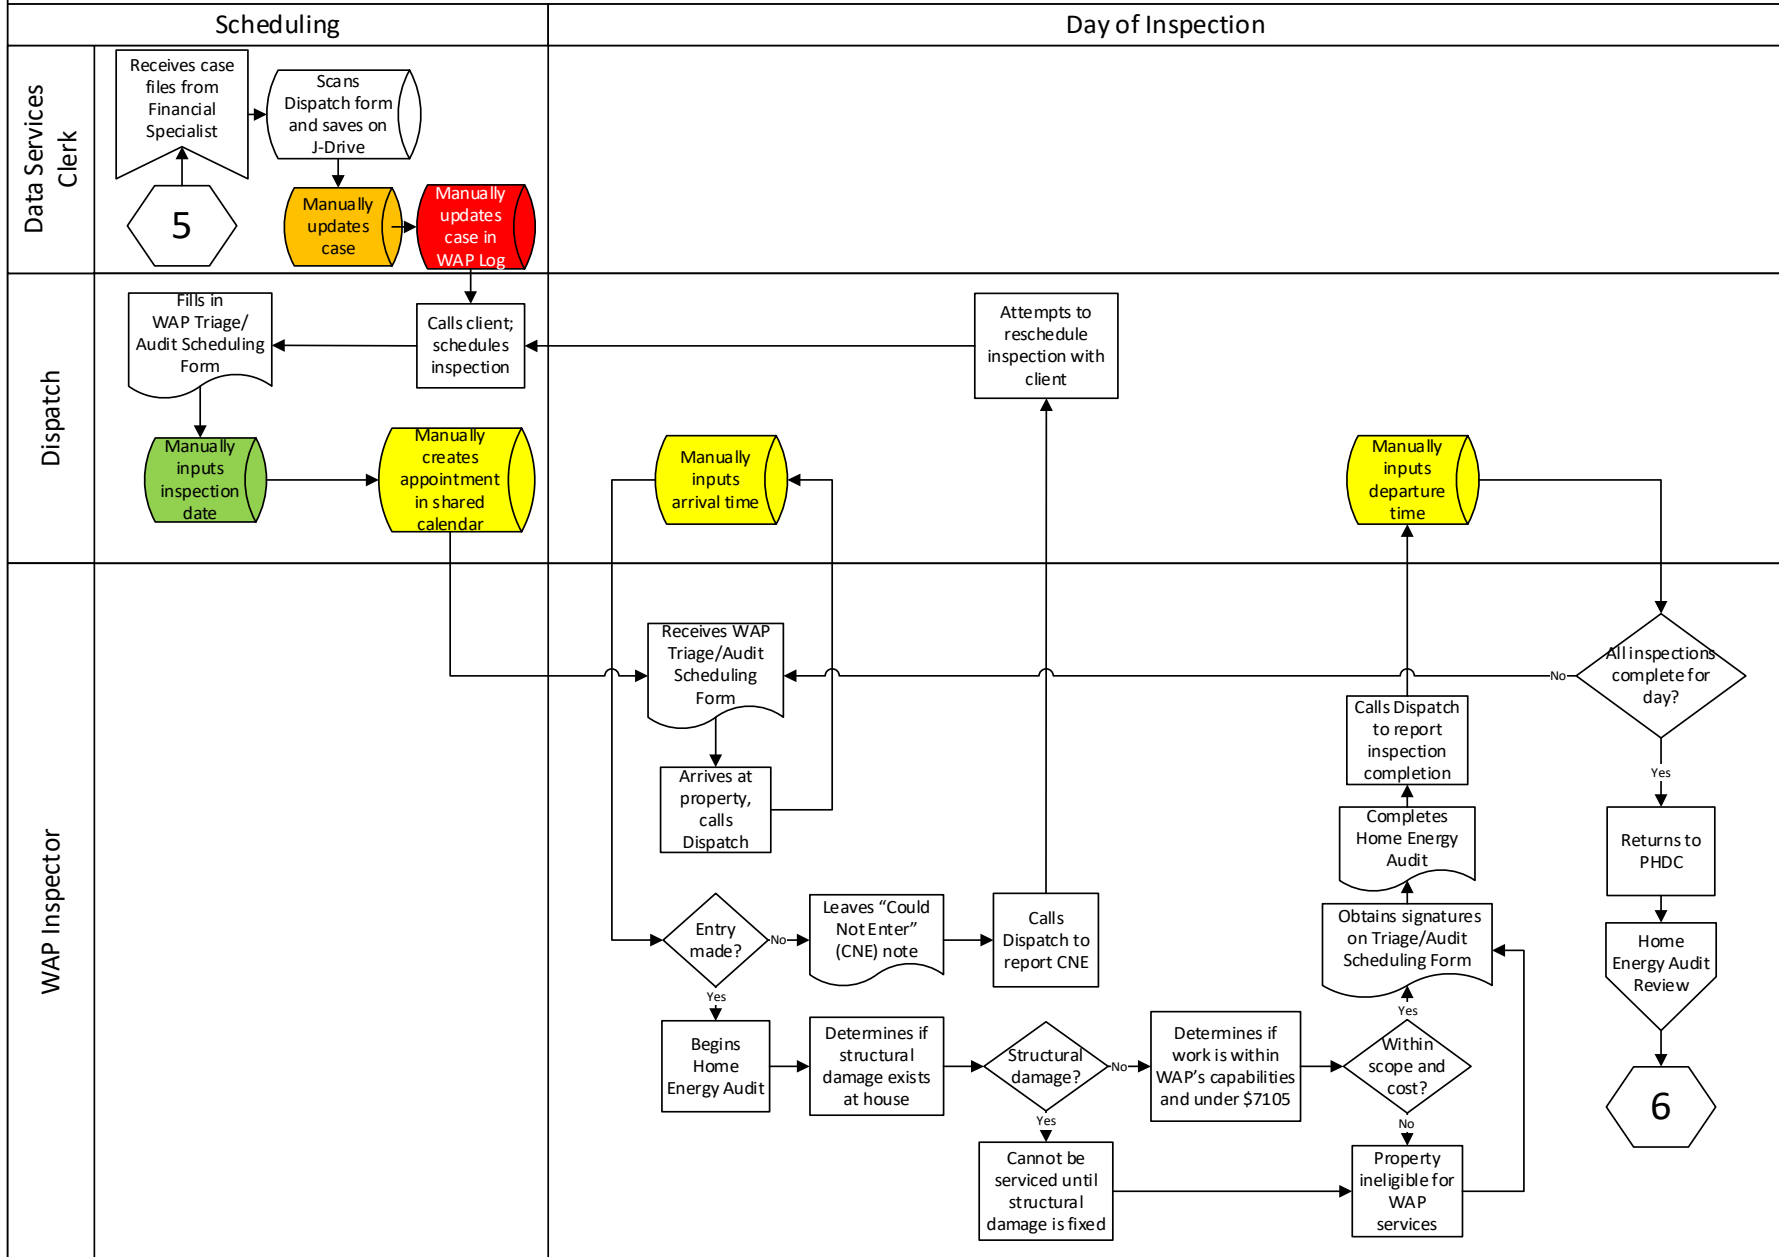 Scheduling
Day of Inspection
Data Services
Clerk
Receives case
files from
Financial
Specialist
Scans
Dispatch form
and saves on
J-Drive
5
Manually
updates
case
Manually
updates
case in
WAP Log
Dispatch
Fills in
WAP Triage/
Audit Scheduling
Form
Calls client;
schedules
inspection
Attempts to
reschedule
inspection with
client
Manually
inputs
inspection
date
Manually
creates
appointment
in shared
calendar
Manually
inputs
arrival time
Manually
inputs
departure
time
WAP Inspector
Receives WAP
Triage/Audit
Scheduling
Form
All inspections
complete for
day?
No
Yes
Arrives at
property,
calls
Dispatch
Calls Dispatch
to report
inspection
completion
Completes
Home Energy
Audit
Returns to
PHDC
Entry
made?
No
Yes
Leaves “Could
Not Enter”
(CNE) note
Calls
Dispatch to
report CNE
Obtains signatures
on Triage/Audit
Scheduling Form
Home
Energy Audit
Review
Begins
Home
Energy Audit
Determines if
structural
damage exists
at house
Structural
damage?
No
Yes
Determines if
work is within
WAP’s capabilities
and under $7105
Yes
Within
scope and
cost?
No
6
Cannot be
serviced until
structural
damage is fixed
Property
ineligible for
WAP
services